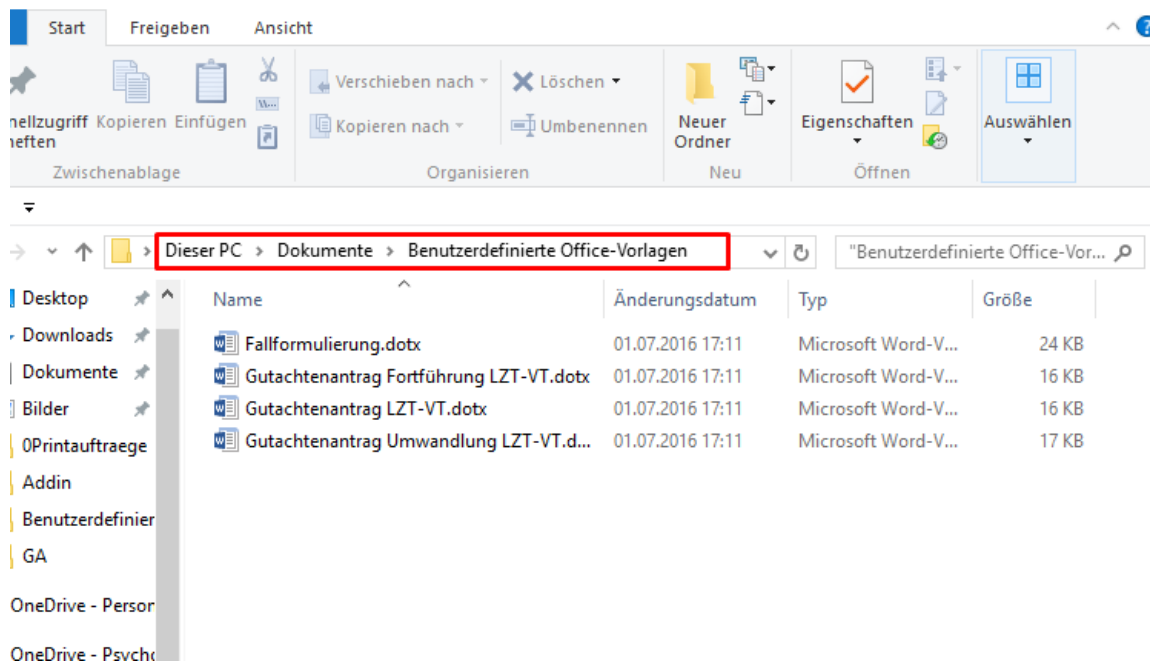 Start Freigeben Ansicht
Verschieben nach Löschen
nellzugriff Kopieren Einfügen Kopieren nach Umbenennen Neuer Eigenschaften Auswählen
heften Ordner
Zwischenablage Organisieren Neu Öffnen
Dieser PC > Dokumente > Benutzerdefinierte Office-Vorlagen "Benutzerdefinierte Office-Vor...
Desktop Name Änderungsdatum Typ Größe
Downloads Fallformulierung.dotx 01.07.2016 17:11 Microsoft Word-V... 24 KB
Dokumente Gutachtenantrag Fortführung LZT-VT.dotx 01.07.2016 17:11 Microsoft Word-V... 16 KB
Bilder Gutachtenantrag LZT-VT.dotx 01.07.2016 17:11 Microsoft Word-V... 16 KB
0Printauftraege Gutachtenantrag Umwandlung LZT-VT.d... 01.07.2016 17:11 Microsoft Word-V... 17 KB
Addin
Benutzerdefinier
GA
OneDrive - Person
OneDrive - Psycho